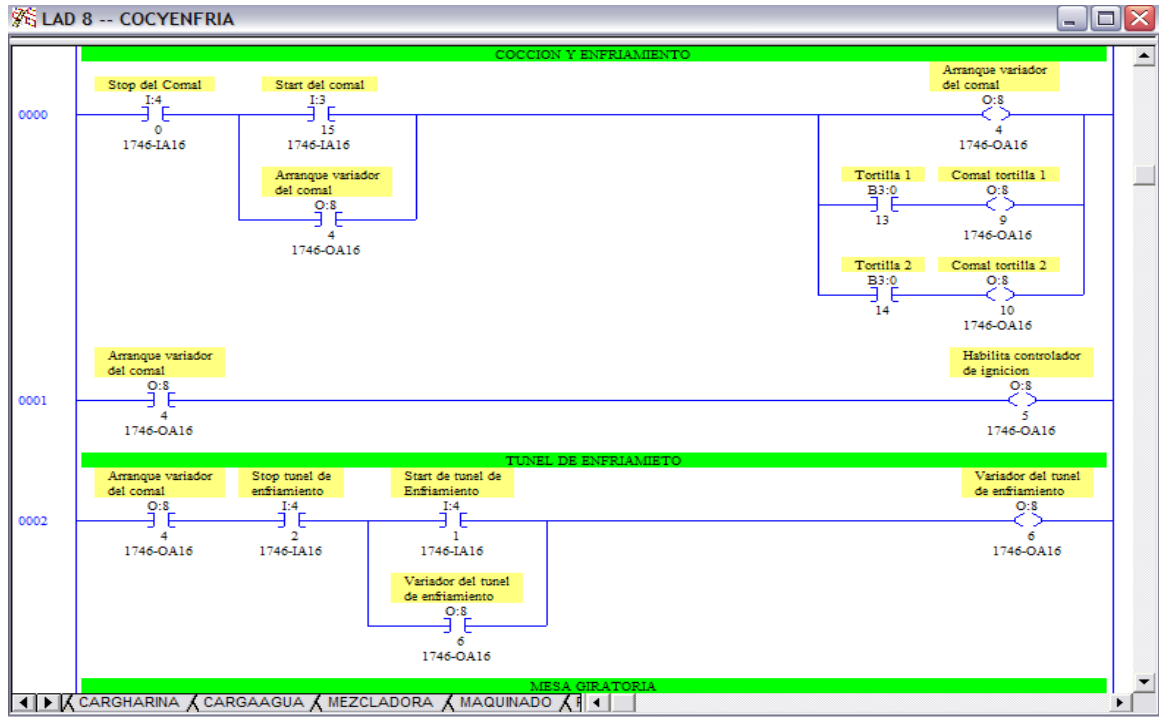 LAD 8 -- COCYENFRIA
COCCION Y ENFRIAMIENTO
Stop del Comal
I:4
0
1746-IA16
Start del comal
I:3
15
1746-IA16
Arranque variador
del comal
O:8
4
1746-OA16
0000
Arranque variador
del comal
O:8
4
1746-OA16
Tortilla 1
B3:0
13
Comal tortilla 1
O:8
9
1746-OA16
Tortilla 2
B3:0
14
Comal tortilla 2
O:8
10
1746-OA16
Arranque variador
del comal
O:8
4
1746-OA16
0001
Habilita controlador
de ignicion
O:8
5
1746-OA16
TUNEL DE ENFRIAMIETO
Arranque variador
del comal
O:8
4
1746-OA16
0002
Stop tunel de
enfriamiento
I:4
2
1746-IA16
Start de tunel de
Enfriamiento
I:4
1
1746-IA16
Variador del tunel
de enfriamiento
O:8
6
1746-OA16
Variador del tunel
de enfriamiento
O:8
6
1746-OA16
MESA GIRATORIA
CARGHARINA
CARGAAGUA
MEZCLADORA
MAQUINADO